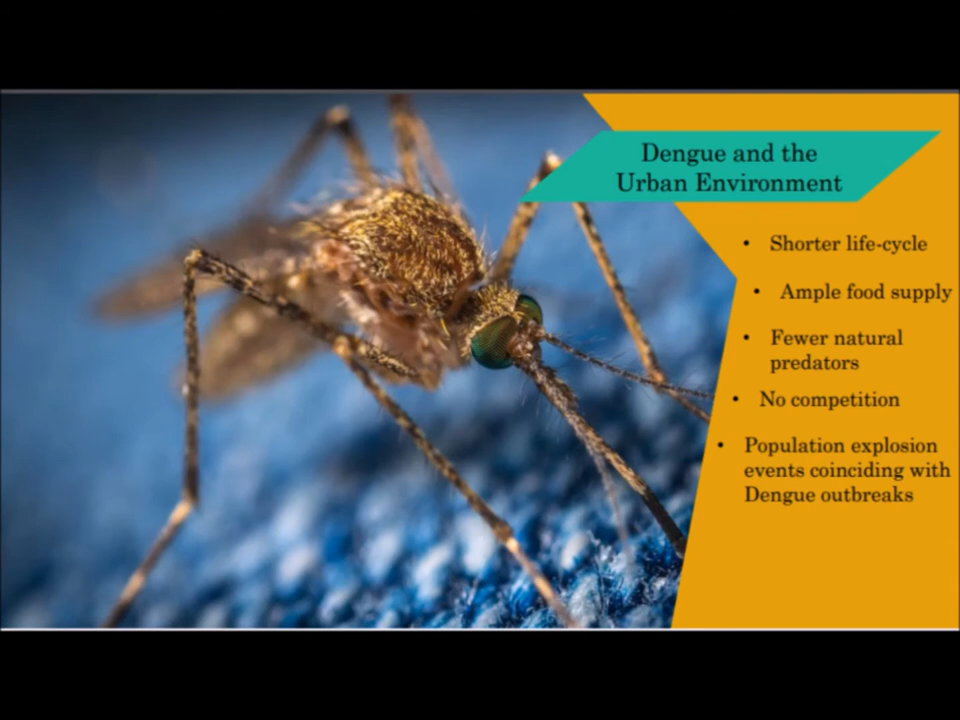 Dengue and the
Urban Environment
• Shorter life-cycle
• Ample food supply
• Fewer natural
predators
• No competition
• Population explosion
events coinciding with
Dengue outbreaks